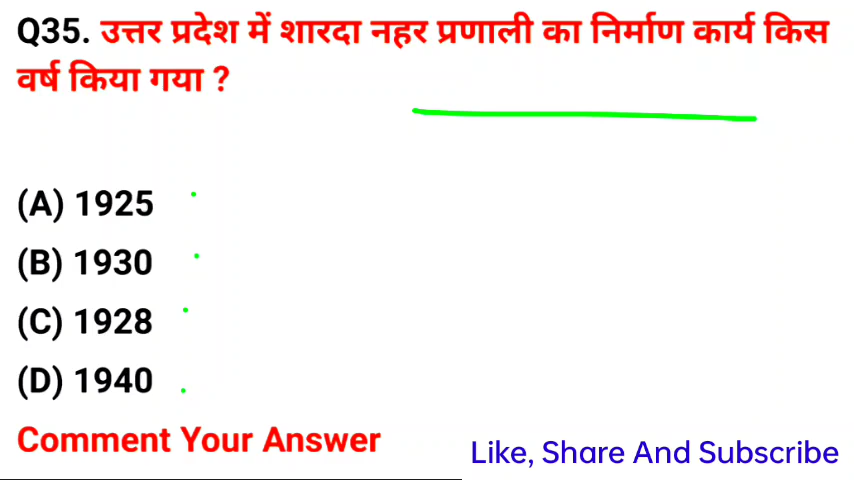 Q35. उत्तर प्रदेश में शारदा नहर प्रणाली का निर्माण कार्य किस
वर्ष किया गया ?
(A) 1925
(B) 1930
(C) 1928
(D) 1940
Comment Your Answer
Like, Share And Subscribe